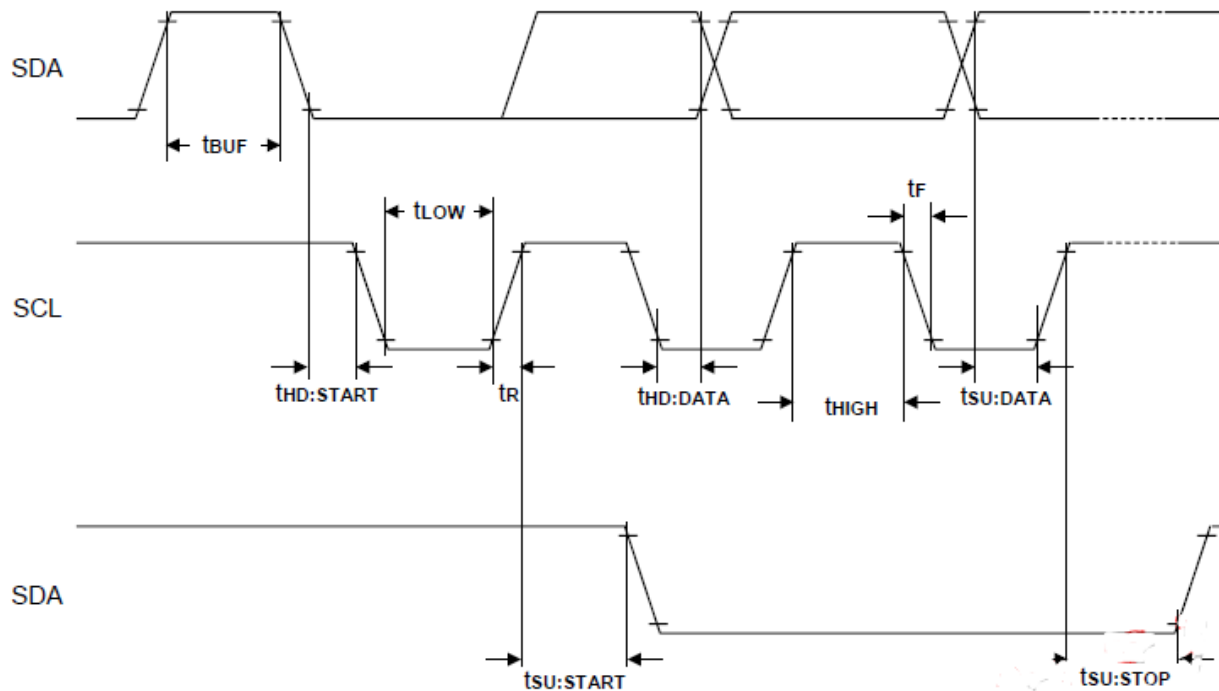 SDA
tBUF
tF
tLOW
SCL
tHD:START
tR
tHD:DATA
tHIGH
tSU:DATA
SDA
tSU:START
tSU:STOP